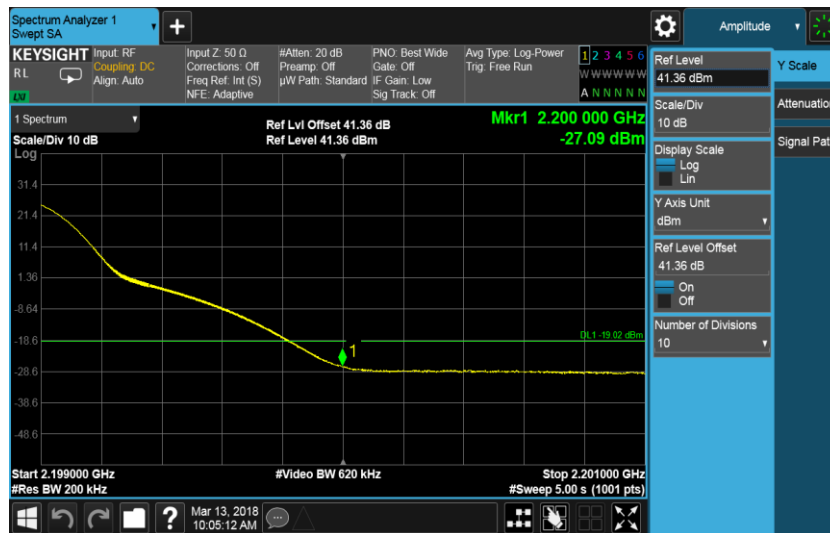 Spectrum Analyzer 1
Swept SA
+
Amplitude
KEYSIGHT
RL
LXI
Input: RF
Coupling: DC
Align: Auto
Input Z: 50 Ω
Corrections: Off
Freq Ref: Int (S)
NFE: Adaptive
#Atten: 20 dB
Preamp: Off
µW Path: Standard
PNO: Best Wide
Gate: Off
IF Gain: Low
Sig Track: Off
Avg Type: Log-Power
Trig: Free Run
1 2 3 4 5 6
W W W W W W
A N N N N N
1 Spectrum
Scale/Div 10 dB
Log
Ref Lvl Offset 41.36 dB
Ref Level 41.36 dBm
Mkr1 2.200 000 GHz
-27.09 dBm
31.4
21.4
11.4
1.36
-8.64
-18.6
-28.6
-38.6
-48.6
DL1 -19.02 dBm
1
Start 2.199000 GHz
#Res BW 200 kHz
#Video BW 620 kHz
Stop 2.201000 GHz
#Sweep 5.00 s (1001 pts)
Ref Level
41.36 dBm
Scale/Div
10 dB
Display Scale
Log
Lin
Y Axis Unit
dBm
Ref Level Offset
41.36 dB
On
Off
Number of Divisions
10
Y Scale
Attenuation
Signal Pat
?
Mar 13, 2018
10:05:12 AM